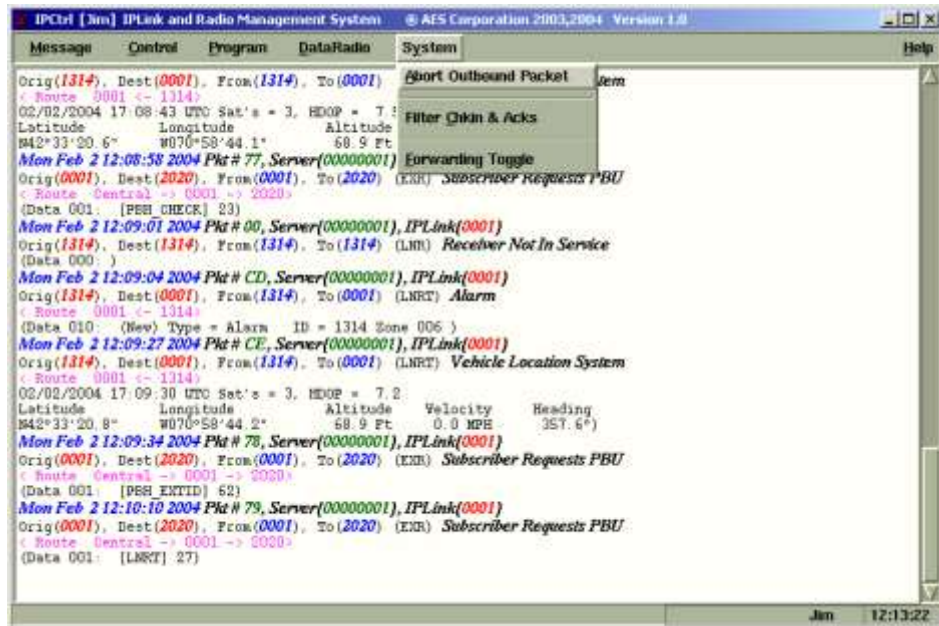 IPCtrl [Jim] IPLink and Radio Management System © AES Corporation 2003,2004 Version 1.0
Message Control Program DataRadio System Help
Abort Outbound Packet
Filter Chkin & Acks
Forwarding Toggle
Orig(1314), Dest(0001), From(1314), To(0001) tem
< Route 0001 <- 1314>
02/02/2004 17:08:43 UTC Sat's = 3, HDOP = 7.
Latitude Longitude Altitude
N42°33'20.6" W070°58'44.1" 68.9 Ft
Mon Feb 2 12:08:58 2004 Pkt # 77, Server(00000001),
Orig(0001), Dest(2020), From(0001), To(2020) (EXR) Subscriber Requests PBU
< Route Central -> 0001 -> 2020>
(Data 001: [PBH_CHECK] 23)
Mon Feb 2 12:09:01 2004 Pkt # 00, Server(00000001), IPLink(0001)
Orig(1314), Dest(1314), From(1314), To(1314) (LNR) Receiver Not In Service
(Data 000: )
Mon Feb 2 12:09:04 2004 Pkt # CD, Server(00000001), IPLink(0001)
Orig(1314), Dest(0001), From(1314), To(0001) (LNRT) Alarm
< Route 0001 <- 1314>
(Data 010: (New) Type = Alarm ID = 1314 Zone 006 )
Mon Feb 2 12:09:27 2004 Pkt # CE, Server(00000001), IPLink(0001)
Orig(1314), Dest(0001), From(1314), To(0001) (LNRT) Vehicle Location System
< Route 0001 <- 1314>
02/02/2004 17:09:30 UTC Sat's = 3, HDOP = 7.2
Latitude Longitude Altitude Velocity Heading
N42°33'20.8" W070°58'44.2" 68.9 Ft 0.0 MPH 357.6°)
Mon Feb 2 12:09:34 2004 Pkt # 78, Server(00000001), IPLink(0001)
Orig(0001), Dest(2020), From(0001), To(2020) (EXR) Subscriber Requests PBU
< Route Central -> 0001 -> 2020>
(Data 001: [PBH_EXTID] 62)
Mon Feb 2 12:10:10 2004 Pkt # 79, Server(00000001), IPLink(0001)
Orig(0001), Dest(2020), From(0001), To(2020) (EXR) Subscriber Requests PBU
< Route Central -> 0001 -> 2020>
(Data 001: [LNRT] 27)
Jim 12:13:22